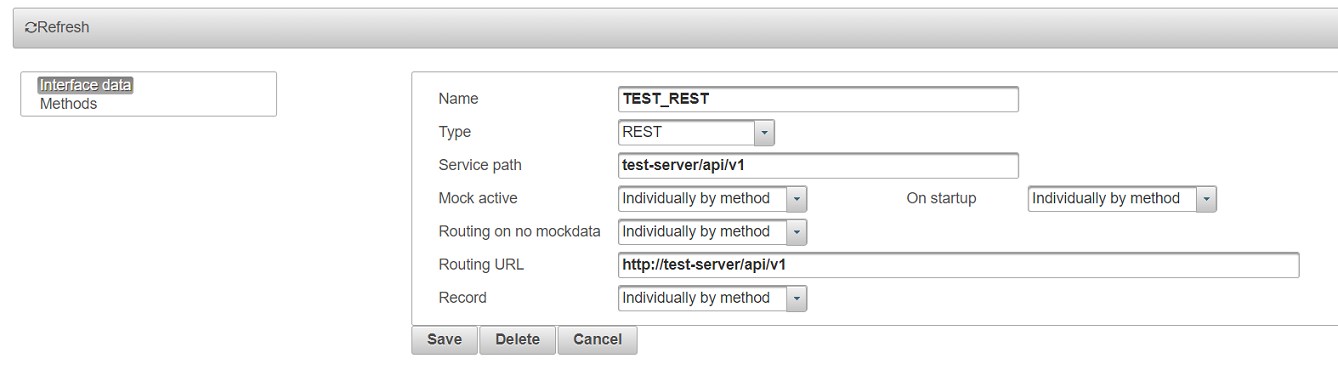 Refresh
Interface data
Methods
Name TEST_REST
Type REST
Service path test-server/api/v1
Mock active Individually by method On startup Individually by method
Routing on no mockdata Individually by method
Routing URL http://test-server/api/v1
Record Individually by method
Save Delete Cancel